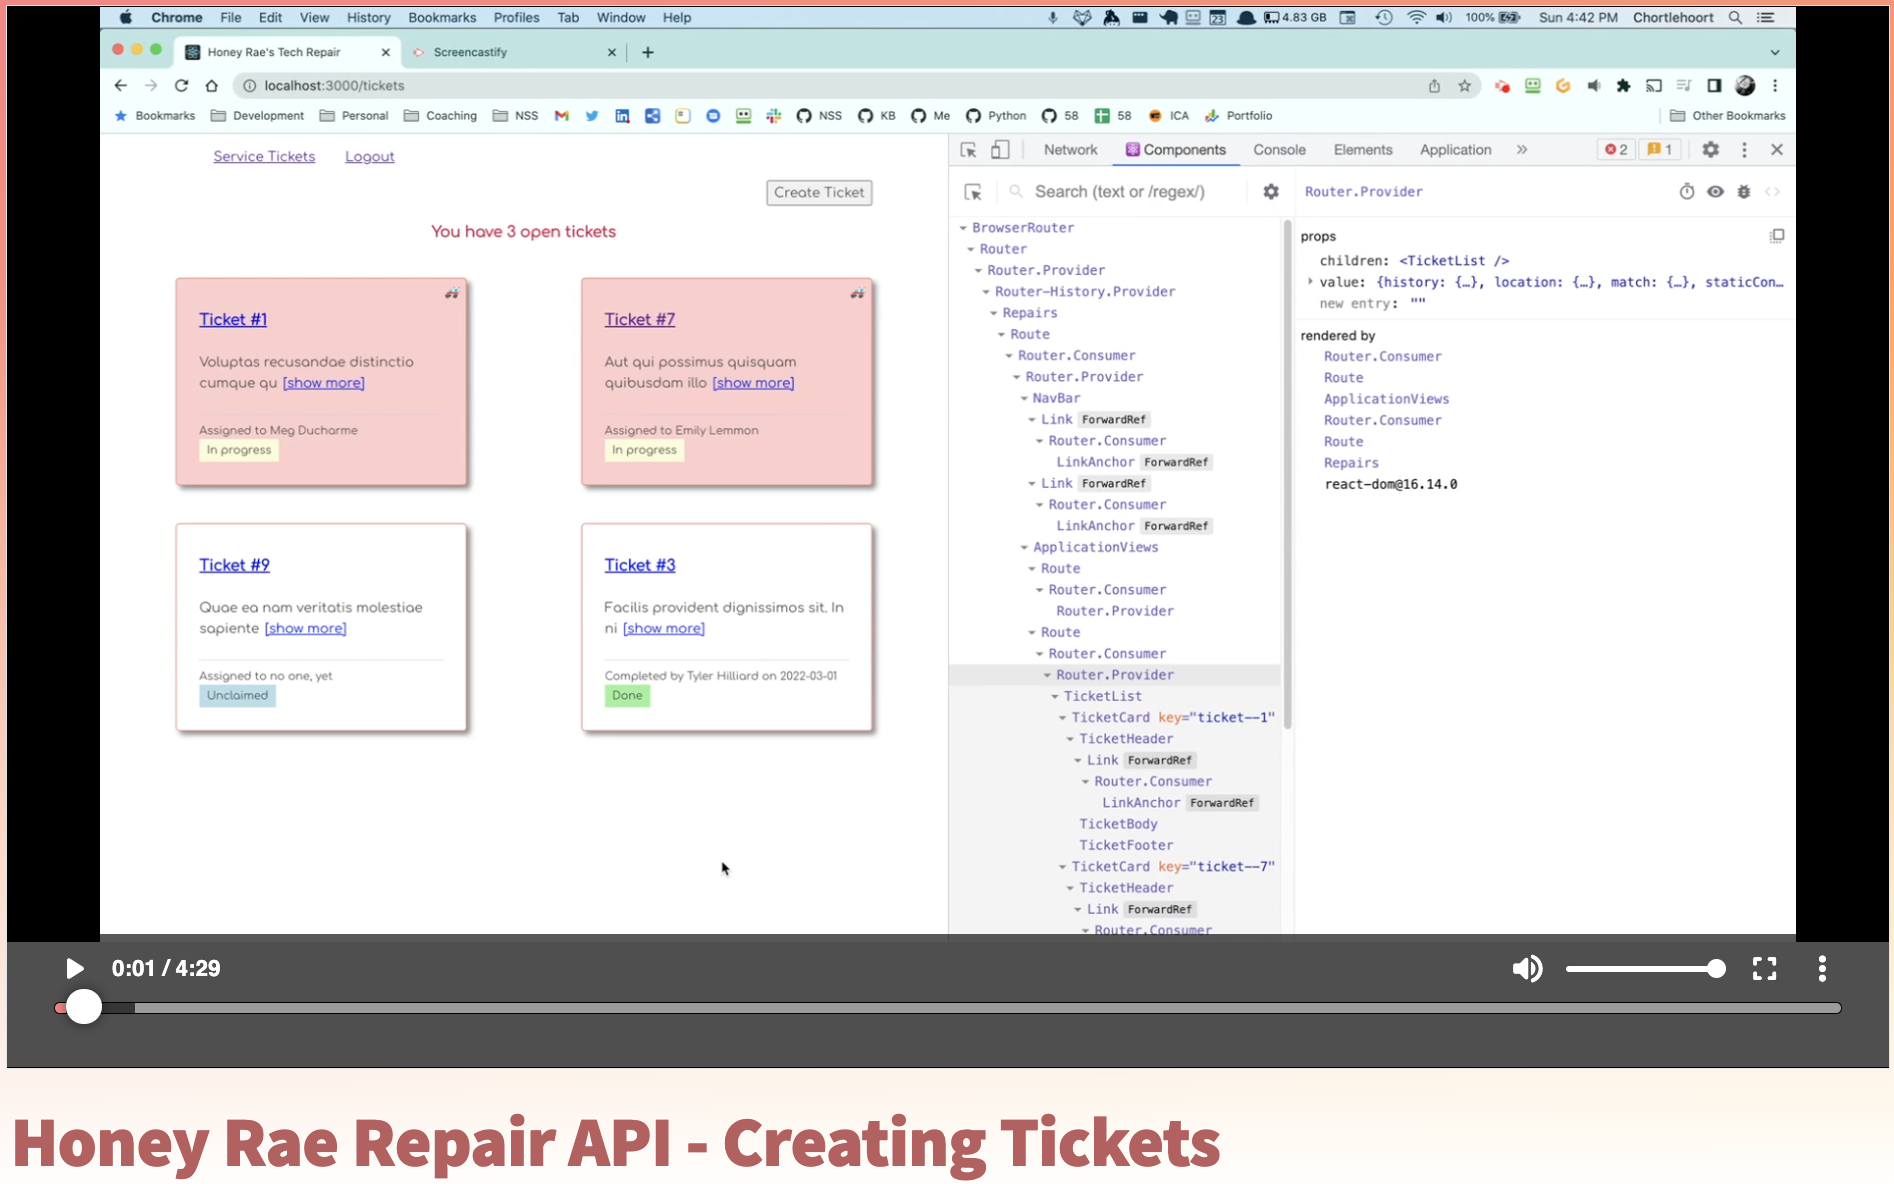 Chrome File Edit View History Bookmarks Profiles Tab Window Help 23 4.83 GB 100% Sun 4:42 PM Chortlehoort
Honey Rae's Tech Repair Screencastify
localhost:3000/tickets
Bookmarks Development Personal Coaching NSS NSS KB Me Python 58 58 ICA Portfolio Other Bookmarks
Service Tickets Logout
Create Ticket
You have 3 open tickets
Ticket #1
Voluptas recusandae distinctio
cumque qu [show more]
Assigned to Meg Ducharme
In progress
Ticket #7
Aut qui possimus quisquam
quibusdam illo [show more]
Assigned to Emily Lemmon
In progress
Ticket #9
Quae ea nam veritatis molestiae
sapiente [show more]
Assigned to no one, yet
Unclaimed
Ticket #3
Facilis provident dignissimos sit. In
ni [show more]
Completed by Tyler Hilliard on 2022-03-01
Done
Network Components Console Elements Application » 2 1
Search (text or /regex/)
BrowserRouter
Router
Router.Provider
Router-History.Provider
Repairs
Route
Router.Consumer
Router.Provider
NavBar
Link ForwardRef
Router.Consumer
LinkAnchor ForwardRef
Link ForwardRef
Router.Consumer
LinkAnchor ForwardRef
ApplicationViews
Route
Router.Consumer
Router.Provider
Route
Router.Consumer
Router.Provider
TicketList
TicketCard key="ticket--1"
TicketHeader
Link ForwardRef
Router.Consumer
LinkAnchor ForwardRef
TicketBody
TicketFooter
TicketCard key="ticket--7"
TicketHeader
Link ForwardRef
Router.Consumer
Router.Provider
props
children: <TicketList />
value: {history: {…}, location: {…}, match: {…}, staticCon…
new entry: ""
rendered by
Router.Consumer
Route
ApplicationViews
Router.Consumer
Route
Repairs
react-dom@16.14.0
0:01 / 4:29
Honey Rae Repair API - Creating Tickets